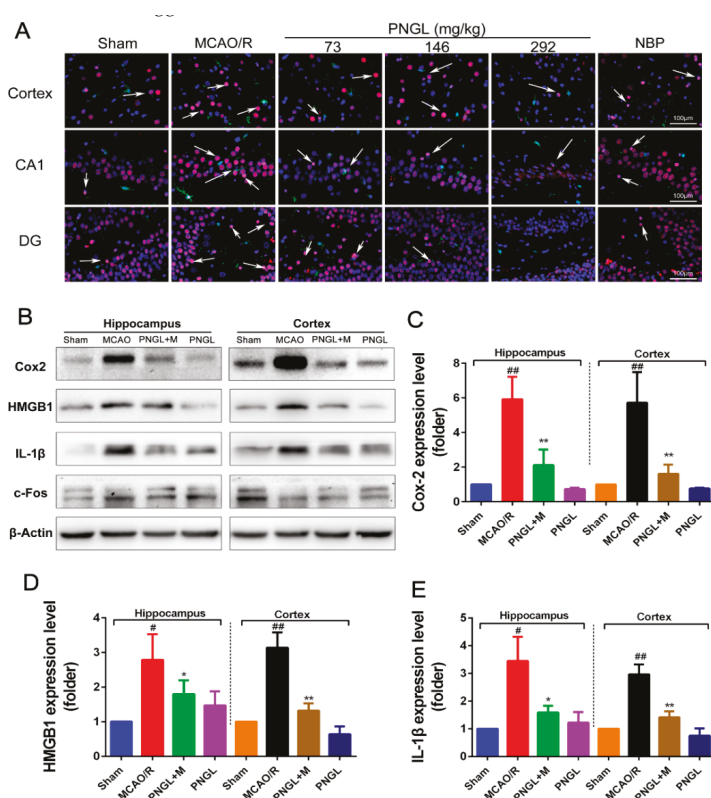 A
PNGL (mg/kg)
Sham MCAO/R 73 146 292 NBP
Cortex
100μm
CA1
100μm
DG
100μm
B
Hippocampus Cortex
Sham MCAO PNGL+M PNGL Sham MCAO PNGL+M PNGL
Cox2
HMGB1
IL-1β
c-Fos
β-Actin
C
Hippocampus Cortex
Cox-2 expression level
(folder)
8
6
4
2
0
##
**
##
**
Sham MCAO/R PNGL+M PNGL Sham MCAO/R PNGL+M PNGL
D
Hippocampus Cortex
HMGB1 expression level
(folder)
4
3
2
1
0
#
*
##
**
Sham MCAO/R PNGL+M PNGL Sham MCAO/R PNGL+M PNGL
E
Hippocampus Cortex
IL-1β expression level
(folder)
5
4
3
2
1
0
#
*
##
**
Sham MCAO/R PNGL+M PNGL Sham MCAO/R PNGL+M PNGL